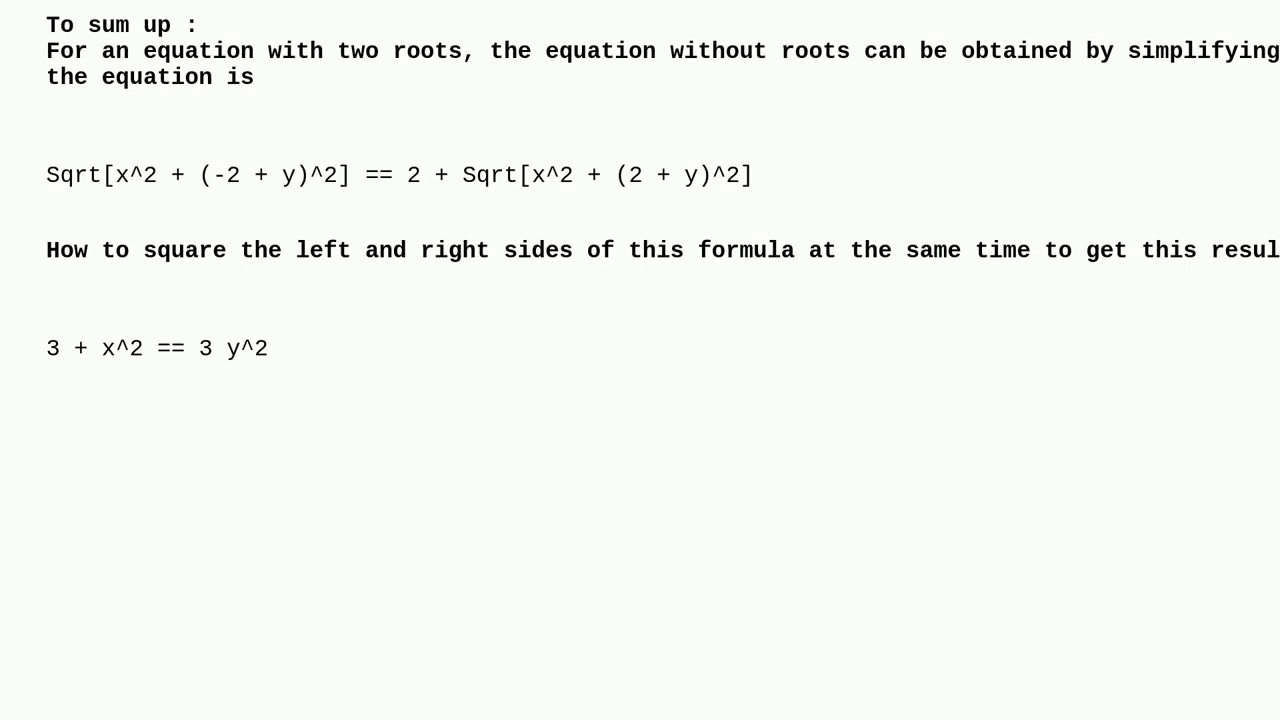 To sum up :
For an equation with two roots, the equation without roots can be obtained by simplifying
the equation is
Sqrt[x^2 + (-2 + y)^2] == 2 + Sqrt[x^2 + (2 + y)^2]
How to square the left and right sides of this formula at the same time to get this resul
3 + x^2 == 3 y^2